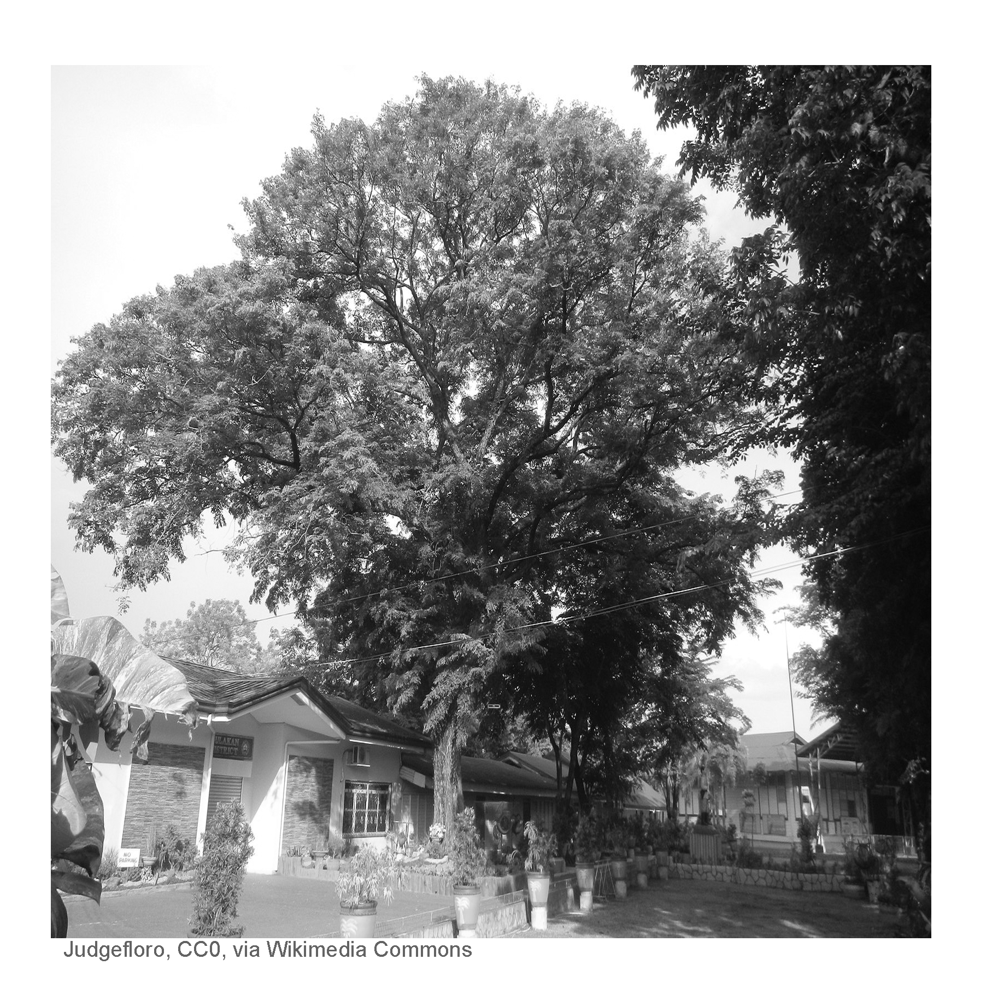 ULAKAN
ISTRICT
NO
PARKING
Judgefloro, CC0, via Wikimedia Commons